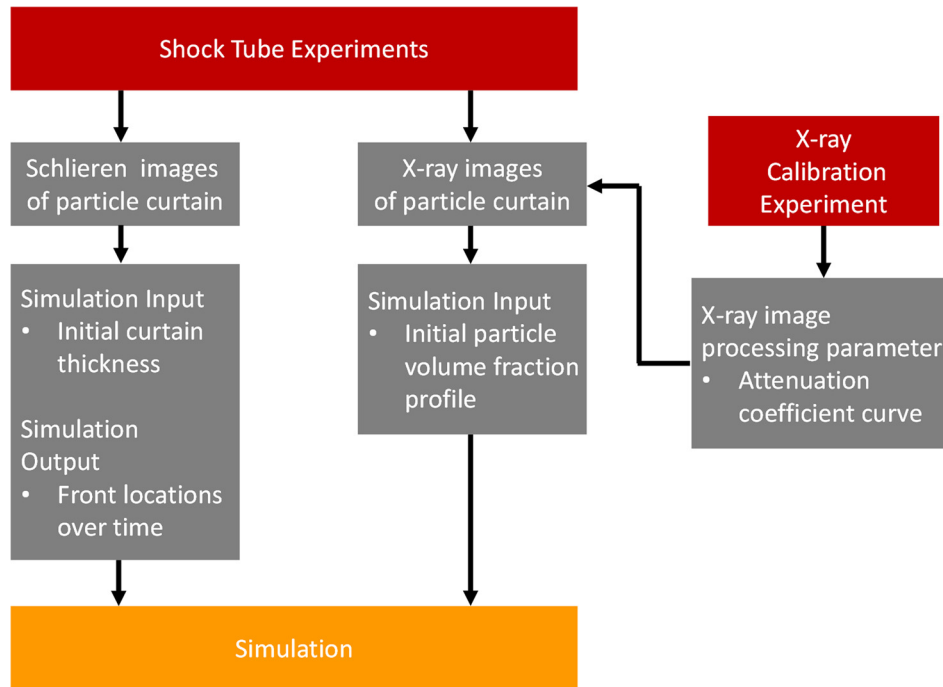 Shock Tube Experiments
Schlieren images
of particle curtain
X-ray images
of particle curtain
X-ray
Calibration
Experiment
Simulation Input
• Initial curtain
thickness
Simulation
Output
• Front locations
over time
Simulation Input
• Initial particle
volume fraction
profile
X-ray image
processing parameter
• Attenuation
coefficient curve
Simulation